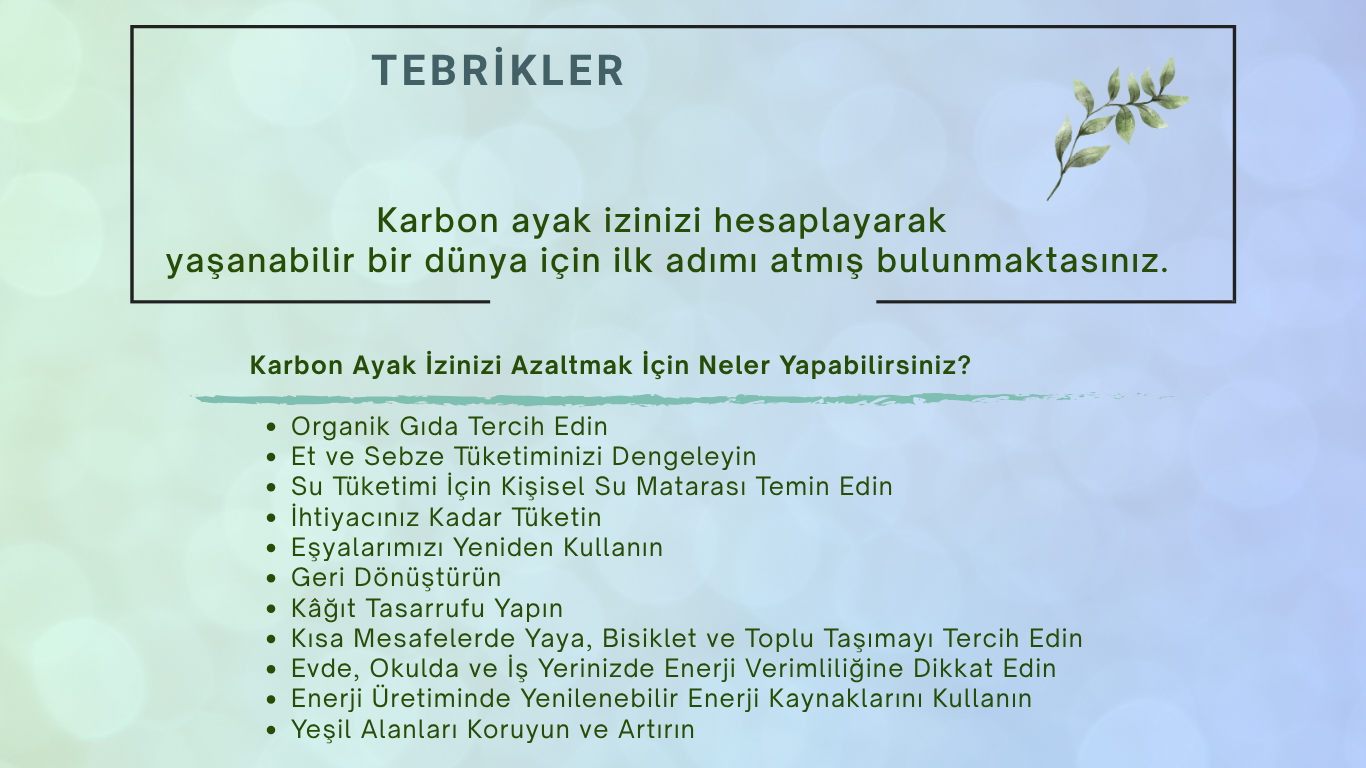 TEBRİKLER
Karbon ayak izinizi hesaplayarak
yaşanabilir bir dünya için ilk adımı atmış bulunmaktasınız.
Karbon Ayak İzinizi Azaltmak İçin Neler Yapabilirsiniz?
• Organik Gıda Tercih Edin
• Et ve Sebze Tüketiminizi Dengeleyin
• Su Tüketimi İçin Kişisel Su Matarası Temin Edin
• İhtiyacınız Kadar Tüketin
• Eşyalarımızı Yeniden Kullanın
• Geri Dönüştürün
• Kâğıt Tasarrufu Yapın
• Kısa Mesafelerde Yaya, Bisiklet ve Toplu Taşımayı Tercih Edin
• Evde, Okulda ve İş Yerinizde Enerji Verimliliğine Dikkat Edin
• Enerji Üretiminde Yenilenebilir Enerji Kaynaklarını Kullanın
• Yeşil Alanları Koruyun ve Artırın